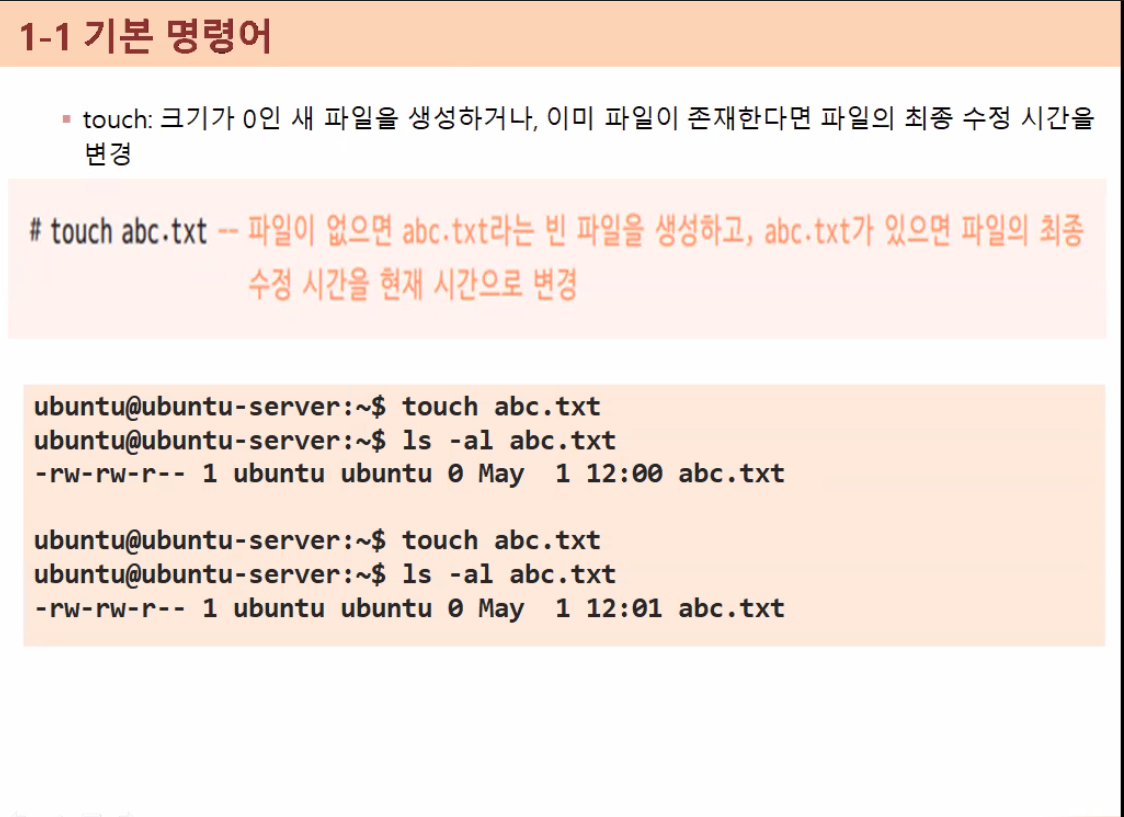 1-1 기본 명령어
▪ touch: 크기가 0인 새 파일을 생성하거나, 이미 파일이 존재한다면 파일의 최종 수정 시간을
변경
# touch abc.txt -- 파일이 없으면 abc.txt라는 빈 파일을 생성하고, abc.txt가 있으면 파일의 최종
수정 시간을 현재 시간으로 변경
ubuntu@ubuntu-server:~$ touch abc.txt
ubuntu@ubuntu-server:~$ ls -al abc.txt
-rw-rw-r-- 1 ubuntu ubuntu 0 May  1 12:00 abc.txt
ubuntu@ubuntu-server:~$ touch abc.txt
ubuntu@ubuntu-server:~$ ls -al abc.txt
-rw-rw-r-- 1 ubuntu ubuntu 0 May  1 12:01 abc.txt